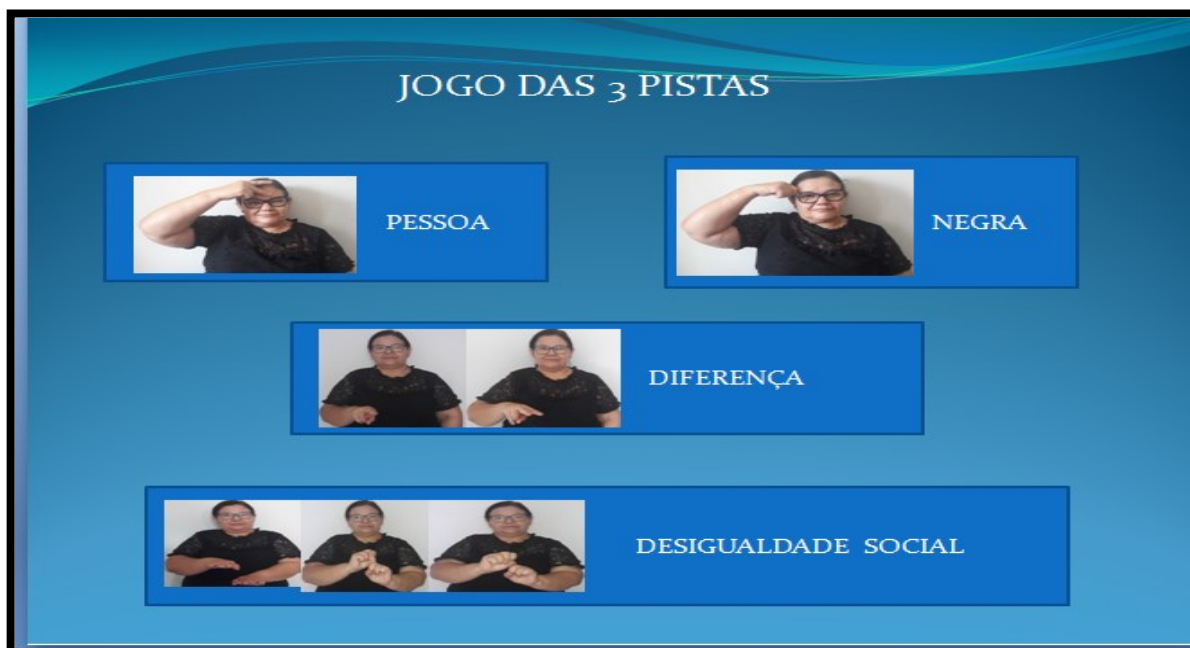 JOGO DAS 3 PISTAS
PESSOA
NEGRA
DIFERENÇA
DESIGUALDADE SOCIAL